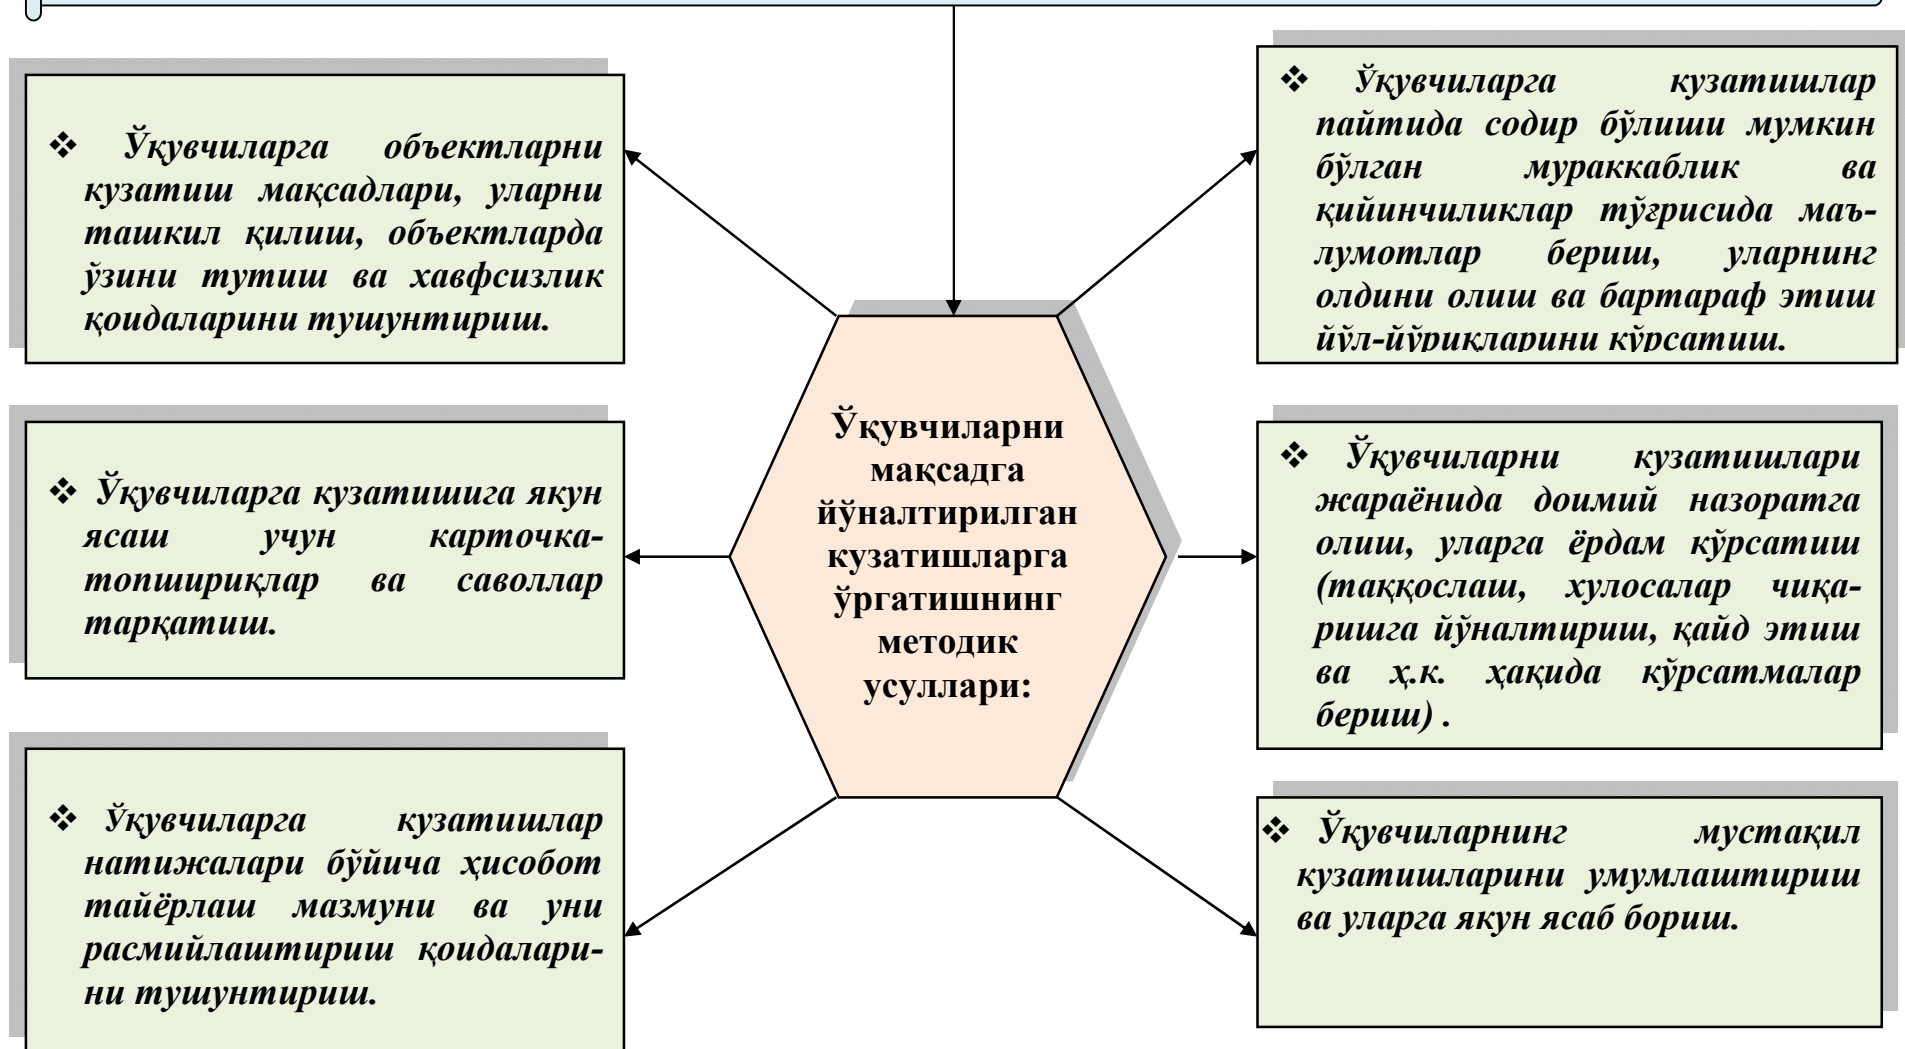 ❖ Ўқувчиларга объектларни
кузатиш мақсадлари, уларни
ташкил қилиш, объектларда
ўзини тутиш ва хавфсизлик
қоидаларини тушунтириш.
❖ Ўқувчиларга кузатишлар
пайтида содир бўлиши мумкин
бўлган мураккаблик ва
қийинчиликлар тўғрисида маъ-
лумотлар бериш, уларнинг
олдини олиш ва бартараф этиш
йўл-йўриқларини кўрсатиш.
Ўқувчиларни
мақсадга
йўналтирилган
кузатишларга
ўргатишнинг
методик
усуллари:
❖ Ўқувчиларга кузатишига якун
ясаш учун карточка-
топшириқлар ва саволлар
тарқатиш.
❖ Ўқувчиларни кузатишлари
жараёнида доимий назоратга
олиш, уларга ёрдам кўрсатиш
(таққослаш, хулосалар чиқа-
ришга йўналтириш, қайд этиш
ва ҳ.к. ҳақида кўрсатмалар
бериш) .
❖ Ўқувчиларга кузатишлар
натижалари бўйича ҳисобот
тайёрлаш мазмуни ва уни
расмийлаштириш қоидалари-
ни тушунтириш.
❖ Ўқувчиларнинг мустақил
кузатишларини умумлаштириш
ва уларга якун ясаб бориш.